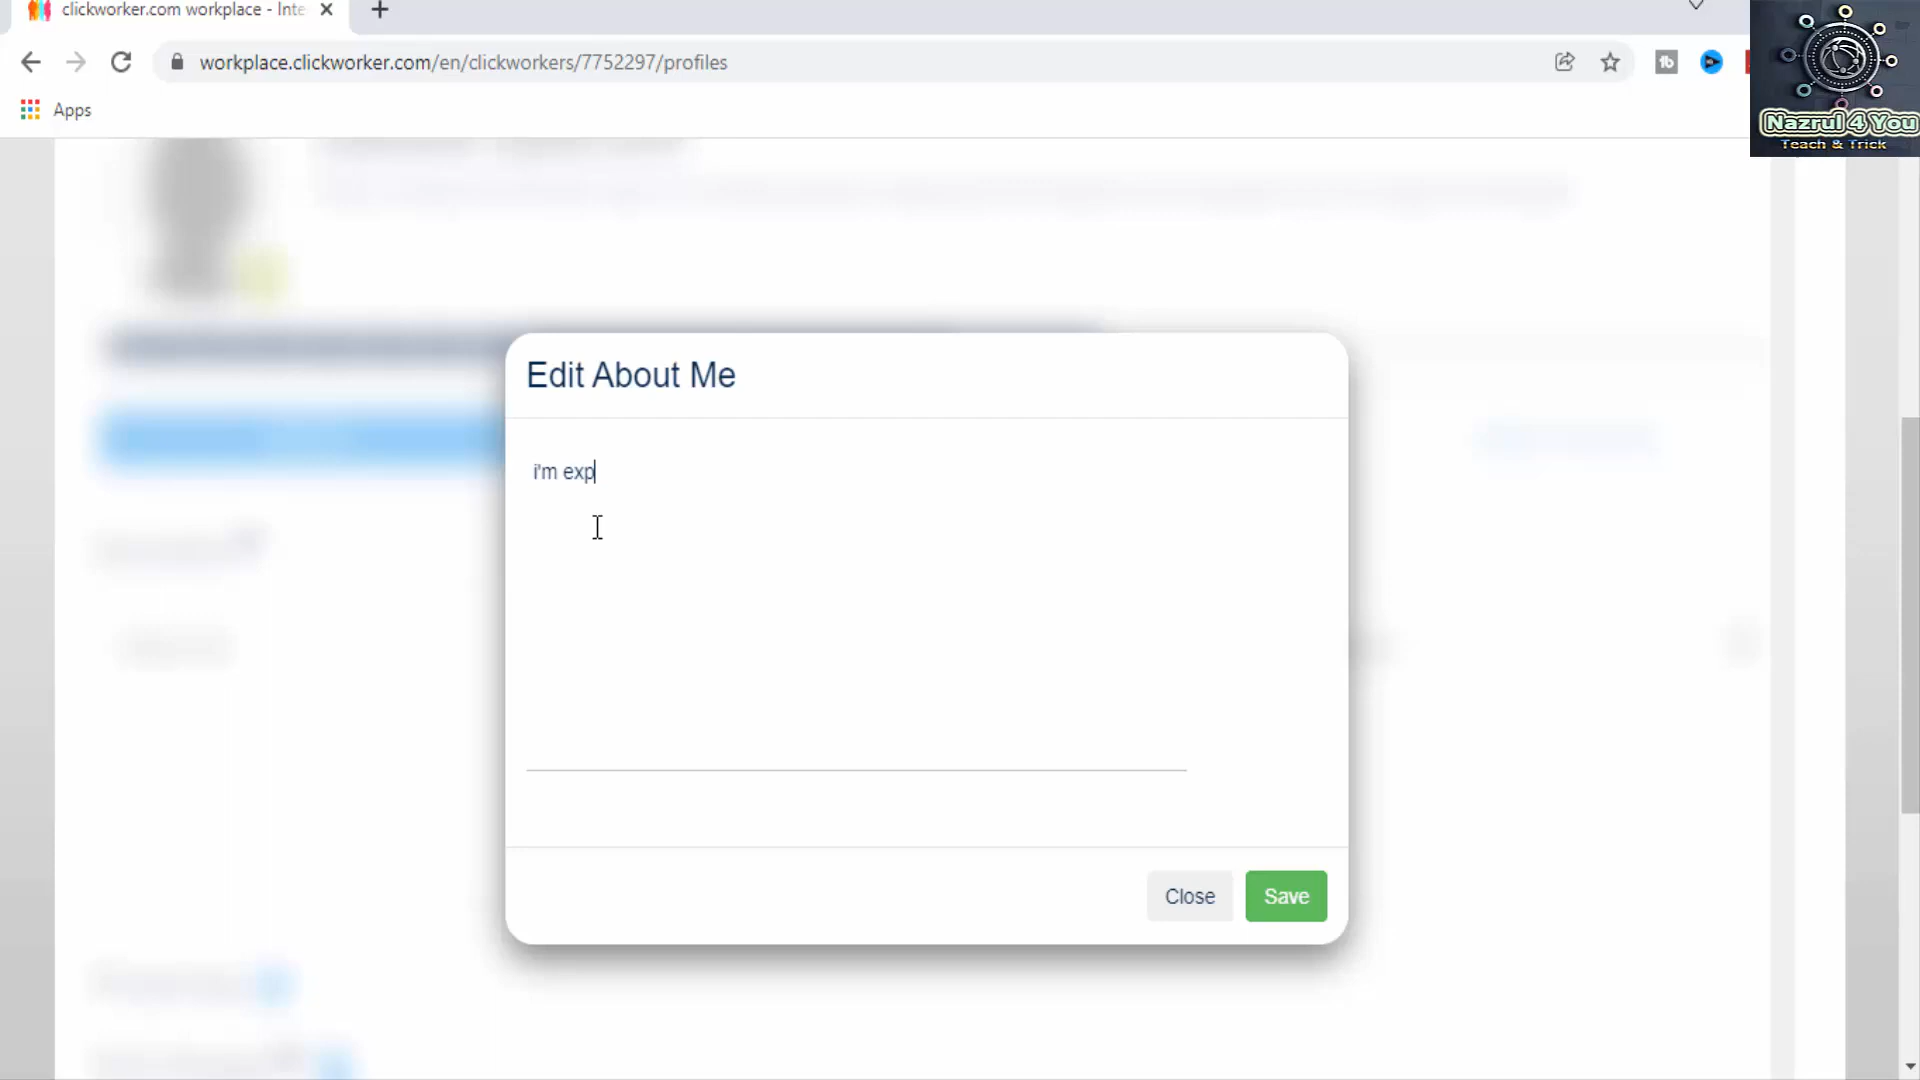 clickworker.com workplace - Inte
workplace.clickworker.com/en/clickworkers/7752297/profiles
Apps
Nazrul 4 You
Teach & Trick
Edit About Me
i'm exp
Close
Save